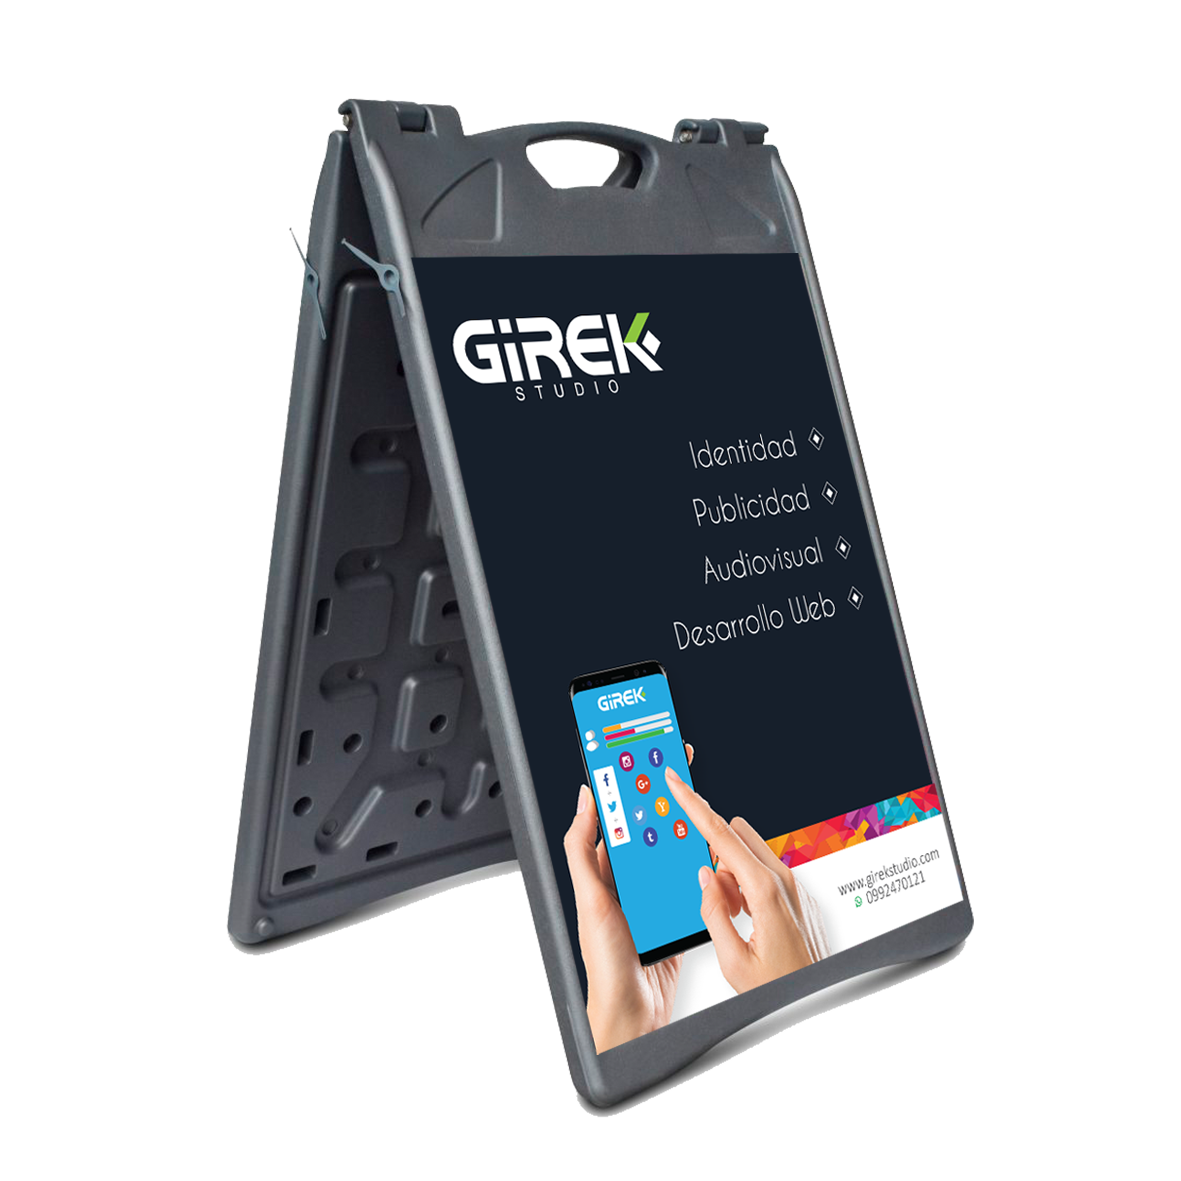 GiREK
STUDIO
Identidad
Publicidad
Audiovisual
Desarrollo Web
GiREK
www.girekstudio.com
0992470121